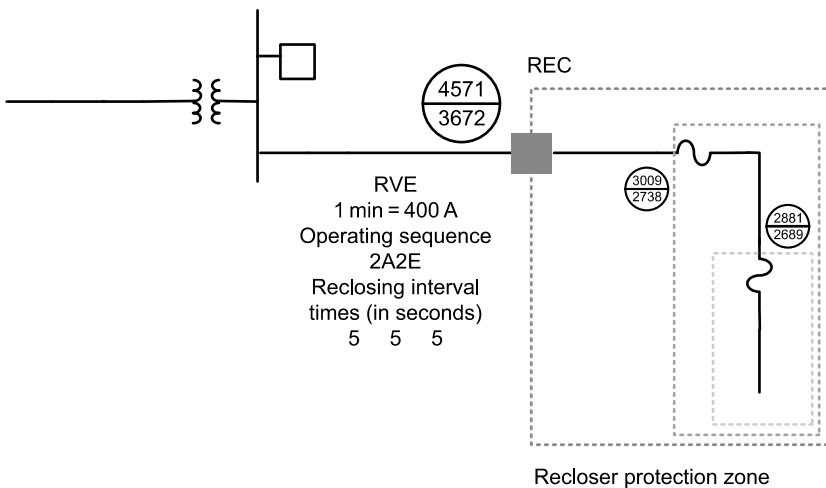 REC
4571
3672
3009
2738
2881
2689
RVE
1 min = 400 A
Operating sequence
2A2E
Reclosing interval
times (in seconds)
5 5 5
Recloser protection zone